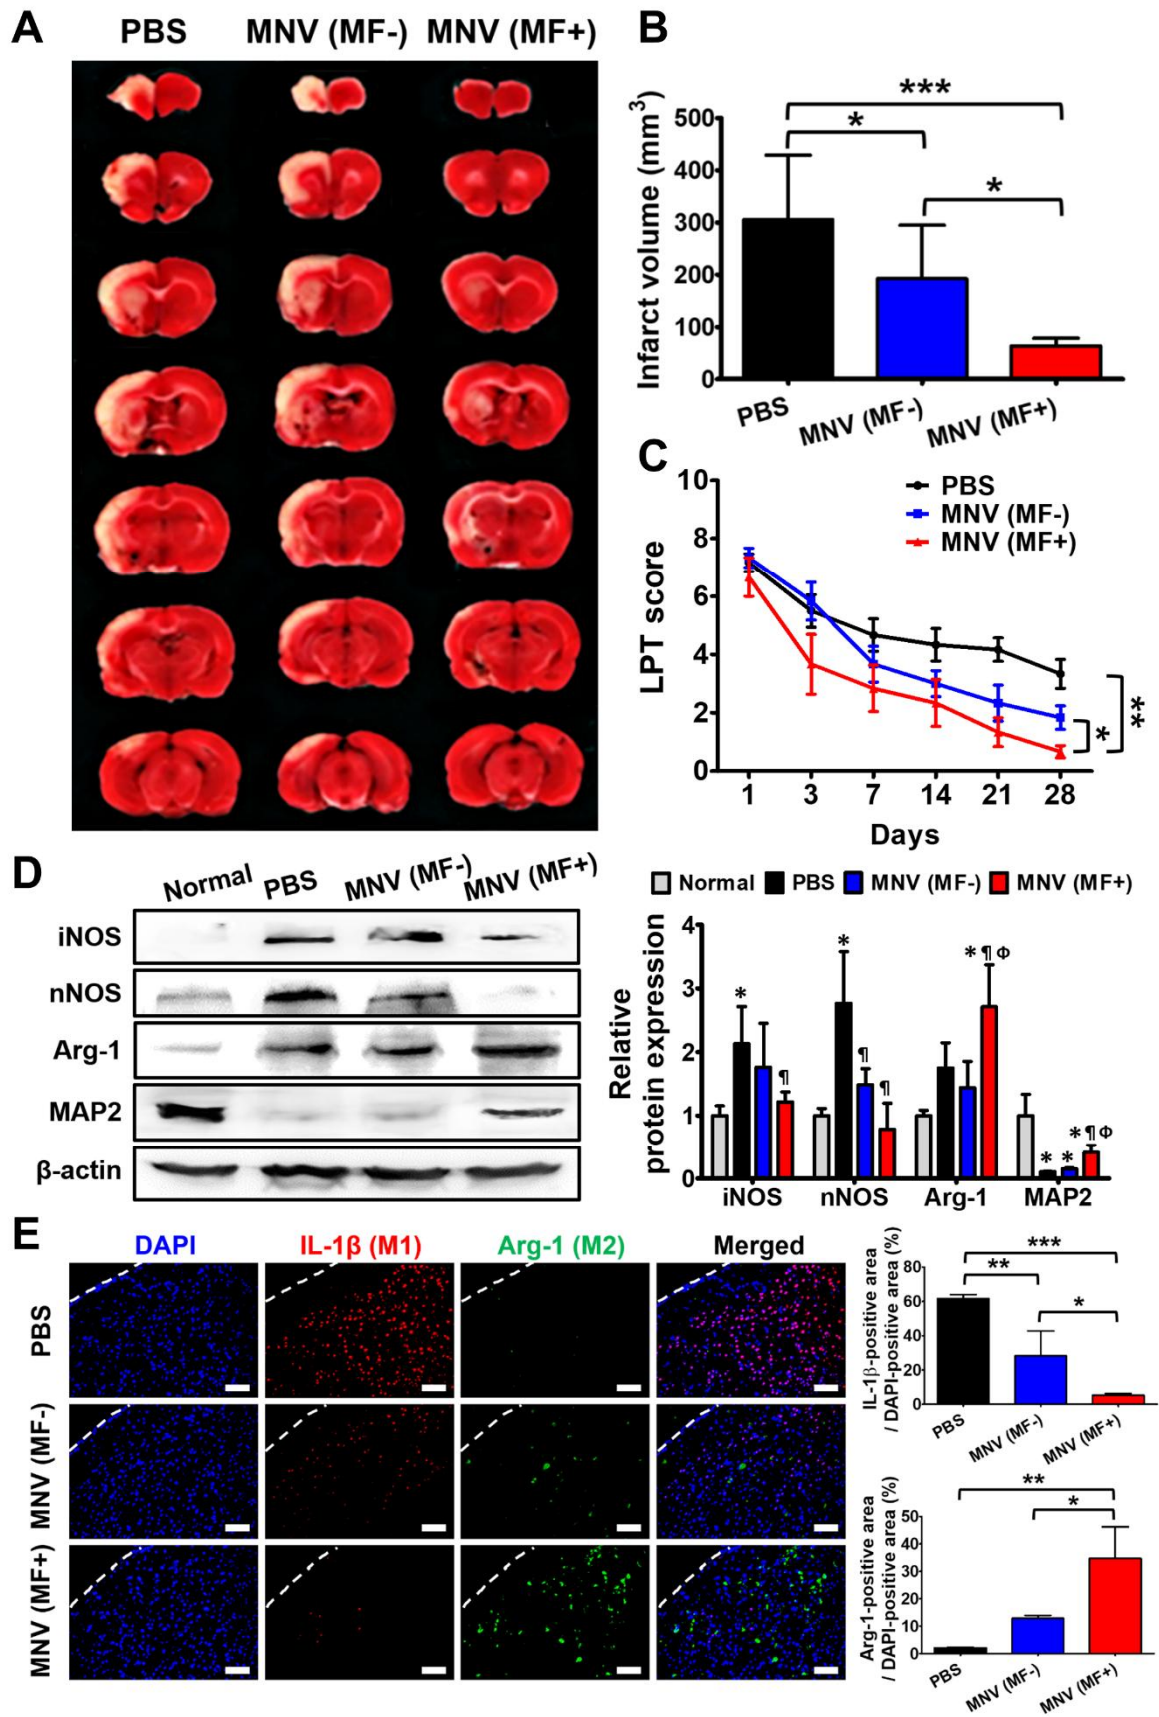 A
PBS MNV (MF-) MNV (MF+)
B
Infarct volume (mm³)
500
400
300
200
100
0
***
*
*
PBS
MNV (MF-)
MNV (MF+)
C
LPT score
10
8
6
4
2
0
PBS
MNV (MF-)
MNV (MF+)
*
**
1 3 7 14 21 28
Days
D
Normal PBS MNV (MF-) MNV (MF+)
iNOS
nNOS
Arg-1
MAP2
β-actin
Normal PBS MNV (MF-) MNV (MF+)
Relative
protein expression
4
3
2
1
0
*
*
¶
¶
¶
* ¶ Φ
*
*
* ¶ Φ
iNOS nNOS Arg-1 MAP2
E
DAPI IL-1β (M1) Arg-1 (M2) Merged
PBS
MNV (MF-)
MNV (MF+)
IL-1β-positive area
/ DAPI-positive area (%)
80
60
40
20
0
***
**
*
PBS
MNV (MF-)
MNV (MF+)
Arg-1-positive area
/ DAPI-positive area (%)
50
40
30
20
10
0
**
*
PBS
MNV (MF-)
MNV (MF+)